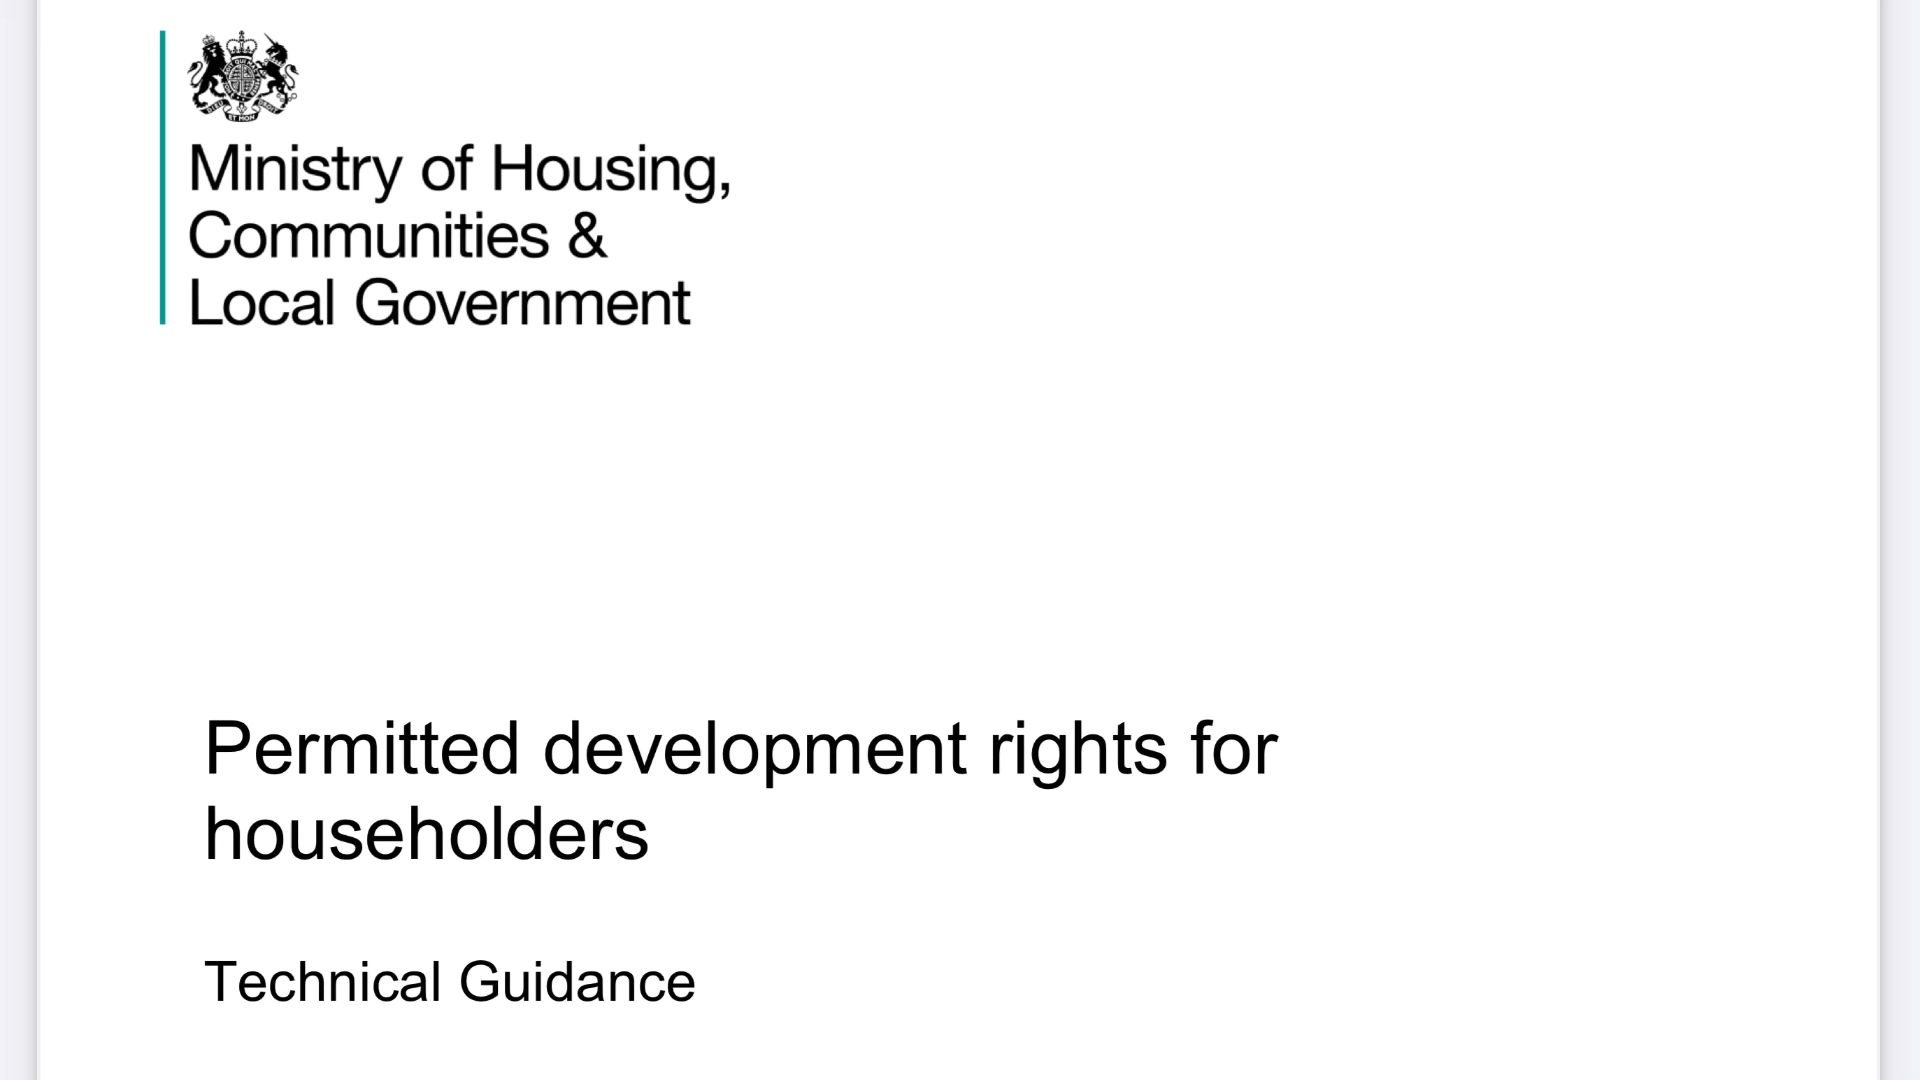 Ministry of Housing,
Communities &
Local Government
Permitted development rights for
householders
Technical Guidance